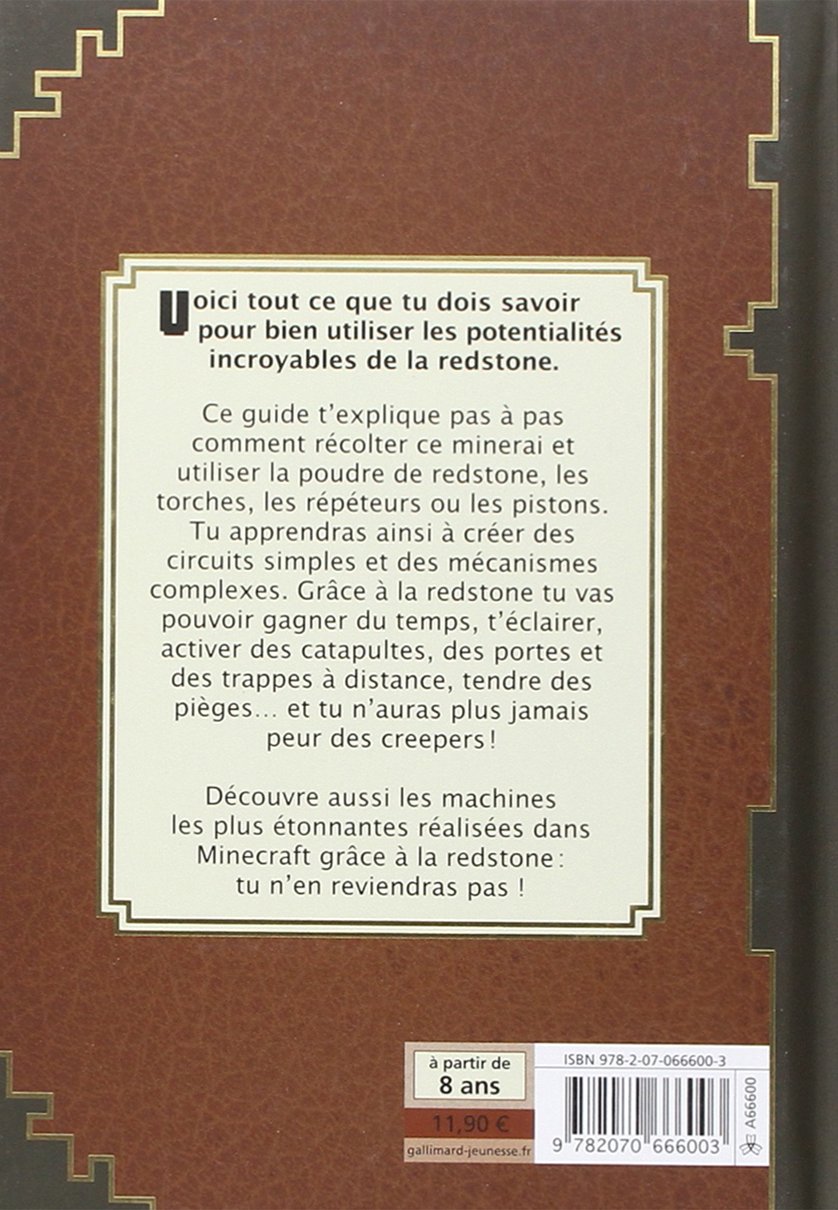 Voici tout ce que tu dois savoir
pour bien utiliser les potentialités
incroyables de la redstone.
Ce guide t’explique pas à pas
comment récolter ce minerai et
utiliser la poudre de redstone, les
torches, les répéteurs ou les pistons.
Tu apprendras ainsi à créer des
circuits simples et des mécanismes
complexes. Grâce à la redstone tu vas
pouvoir gagner du temps, t’éclairer,
activer des catapultes, des portes et
des trappes à distance, tendre des
pièges… et tu n’auras plus jamais
peur des creepers !
Découvre aussi les machines
les plus étonnantes réalisées dans
Minecraft grâce à la redstone :
tu n’en reviendras pas !
à partir de
8 ans
11,90 €
gallimard-jeunesse.fr
ISBN 978-2-07-066600-3
9 782070 666003
A66600